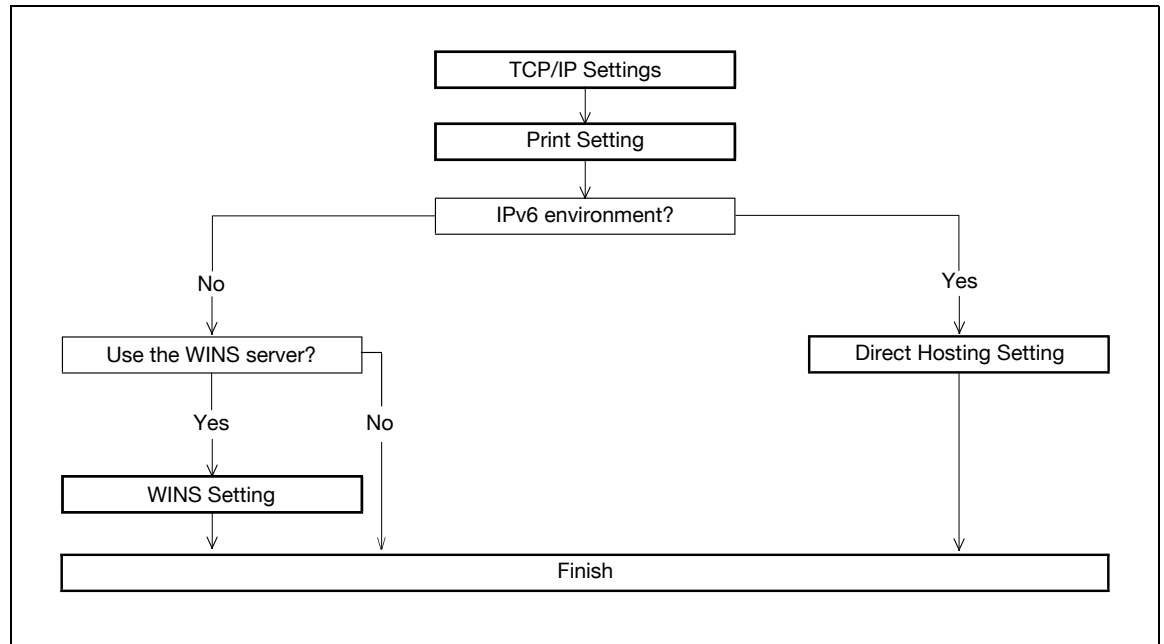 TCP/IP Settings
Print Setting
IPv6 environment?
No
Yes
Use the WINS server?
Direct Hosting Setting
Yes
No
WINS Setting
Finish